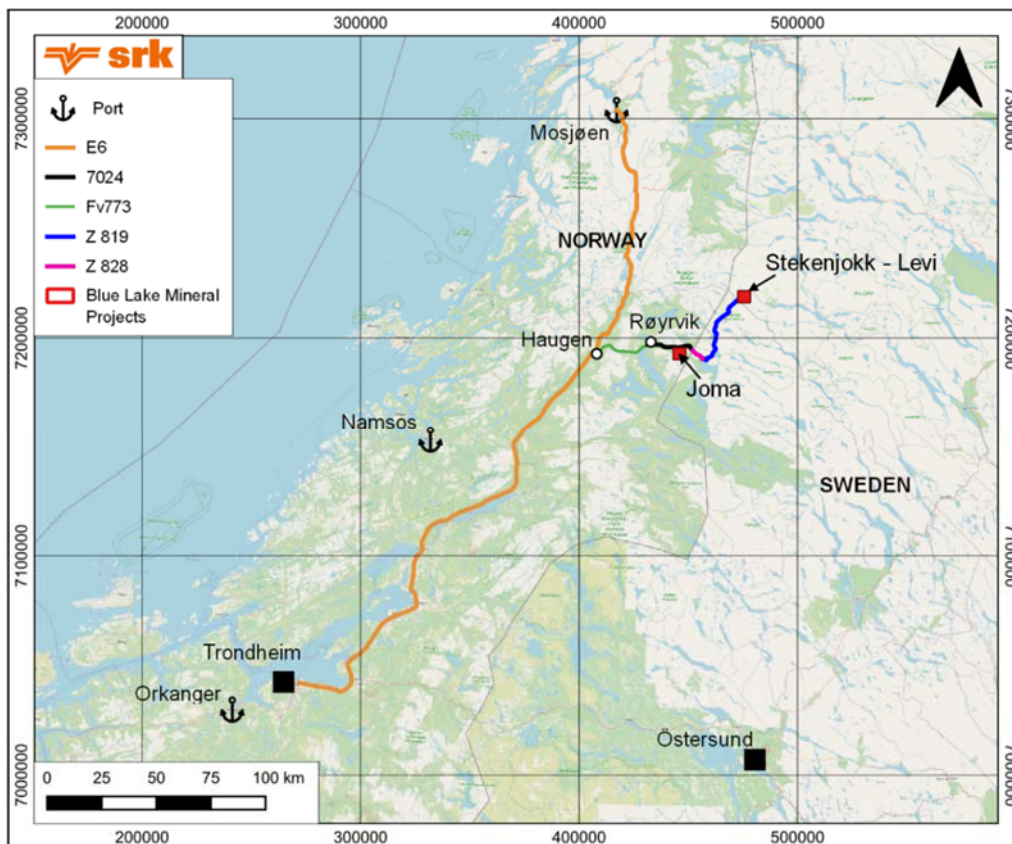 200000
300000
400000
500000
srk
Port
E6
7024
Fv773
Z 819
Z 828
Blue Lake Mineral
Projects
7300000
7300000
Mosjøen
NORWAY
Stekenjokk - Levi
7200000
7200000
Haugen
Røyrvik
Joma
Namsos
SWEDEN
7100000
7100000
Trondheim
Orkanger
Östersund
7000000
7000000
0 25 50 75 100 km
200000
300000
400000
500000